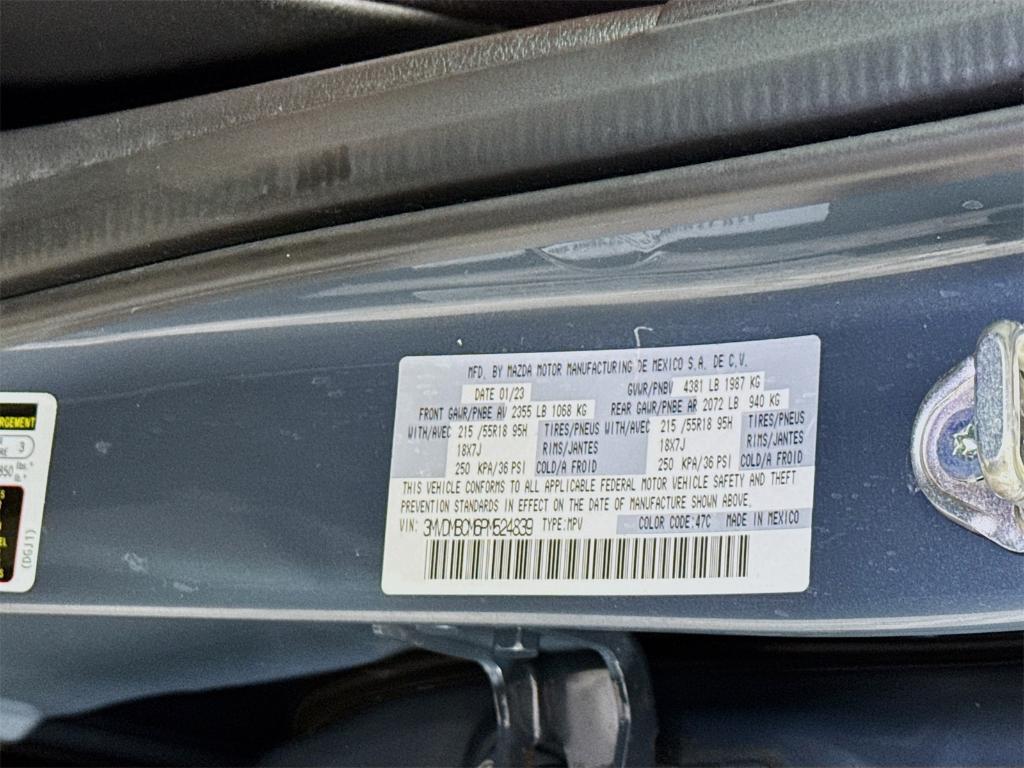 MFD. BY MAZDA MOTOR MANUFACTURING DE MEXICO S.A. DE C.V.
DATE 01/23 GVWR/PNBV 4381 LB 1987 KG
FRONT GAWR/PNBE AV 2355 LB 1068 KG REAR GAWR/PNBE AR 2072 LB 940 KG
WITH/AVEC 215 /55R18 95H TIRES/PNEUS WITH/AVEC 215 /55R18 95H TIRES/PNEUS
18X7J RIMS/JANTES 18X7J RIMS/JANTES
250 KPA/36 PSI COLD/A FROID 250 KPA/36 PSI COLD/A FROID
THIS VEHICLE CONFORMS TO ALL APPLICABLE FEDERAL MOTOR VEHICLE SAFETY AND THEFT
PREVENTION STANDARDS IN EFFECT ON THE DATE OF MANUFACTURE SHOWN ABOVE.
VIN: 3MVDMBCM6PM524839 TYPE:MPV COLOR CODE:47C MADE IN MEXICO
3
lbs.
(DGJ1)